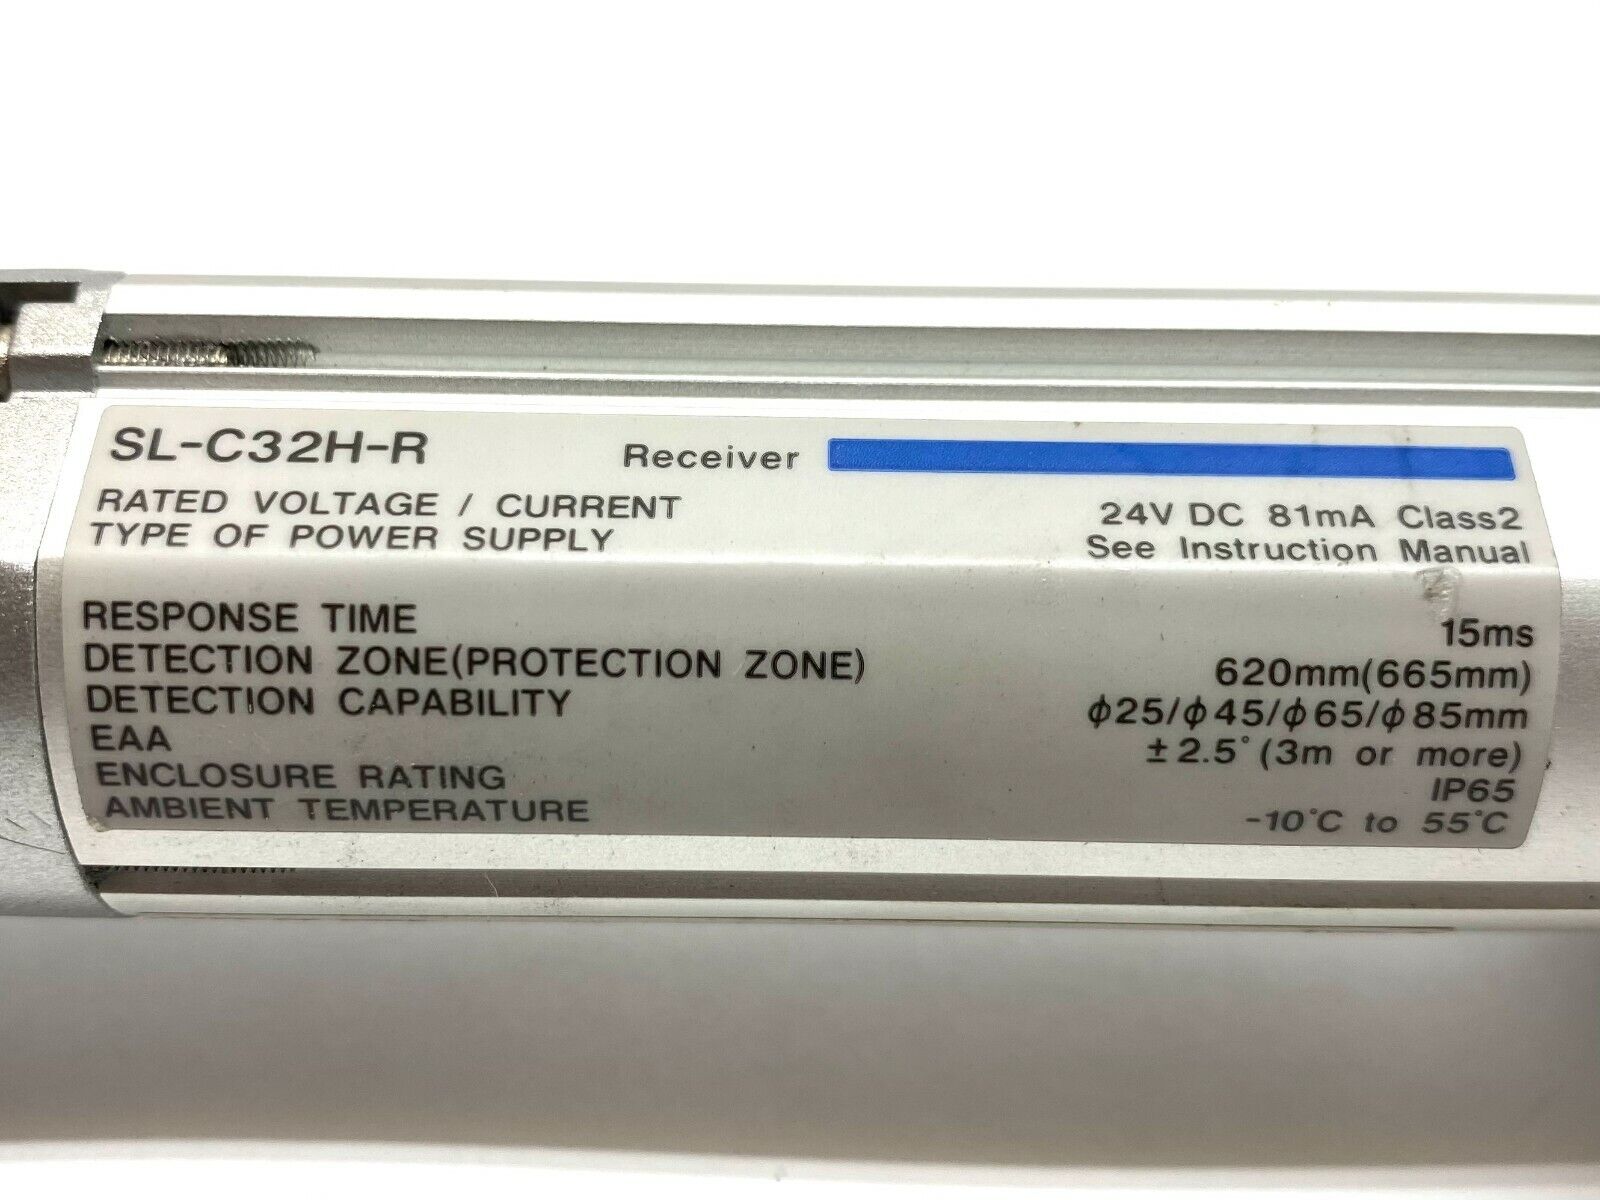 SL-C32H-R Receiver
RATED VOLTAGE / CURRENT 24V DC 81mA Class2
TYPE OF POWER SUPPLY See Instruction Manual
RESPONSE TIME 15ms
DETECTION ZONE(PROTECTION ZONE) 620mm(665mm)
DETECTION CAPABILITY ϕ25/ϕ45/ϕ65/ϕ85mm
EAA ±2.5° (3m or more)
ENCLOSURE RATING IP65
AMBIENT TEMPERATURE -10°C to 55°C